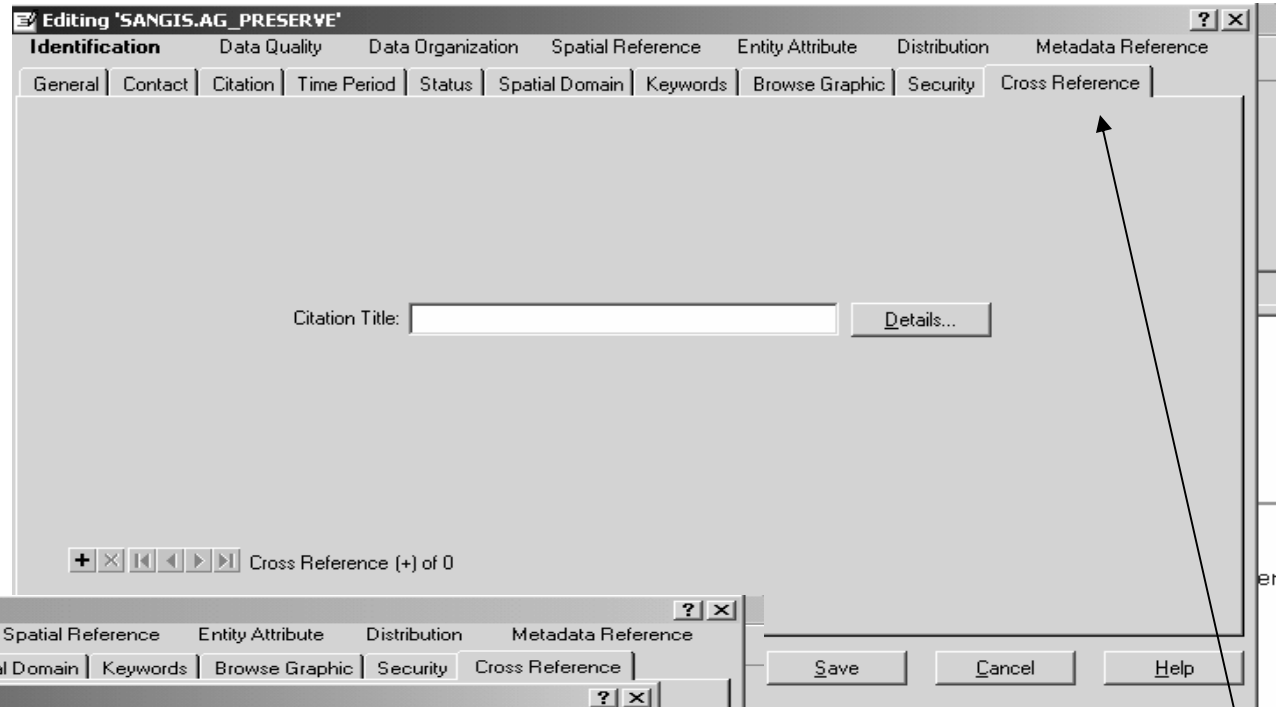 Editing 'SANGIS.AG_PRESERVE' ? ×
Identification Data Quality Data Organization Spatial Reference Entity Attribute Distribution Metadata Reference
General Contact Citation Time Period Status Spatial Domain Keywords Browse Graphic Security Cross Reference
Citation Title: Details...
Cross Reference (+) of 0
er
? ×
Spatial Reference Entity Attribute Distribution Metadata Reference
al Domain Keywords Browse Graphic Security Cross Reference
Save Cancel Help
? ×